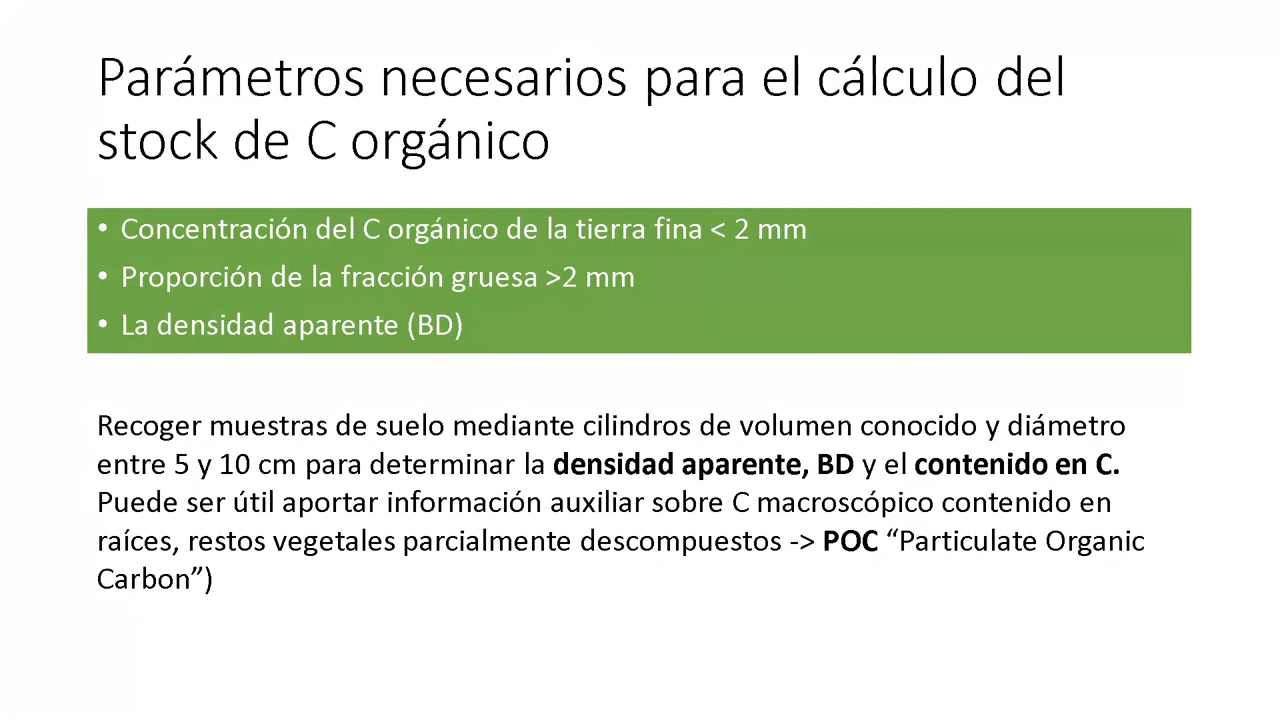 Parámetros necesarios para el cálculo del
stock de C orgánico
• Concentración del C orgánico de la tierra fina < 2 mm
• Proporción de la fracción gruesa >2 mm
• La densidad aparente (BD)
Recoger muestras de suelo mediante cilindros de volumen conocido y diámetro
entre 5 y 10 cm para determinar la densidad aparente, BD y el contenido en C.
Puede ser útil aportar información auxiliar sobre C macroscópico contenido en
raíces, restos vegetales parcialmente descompuestos -> POC “Particulate Organic
Carbon”)